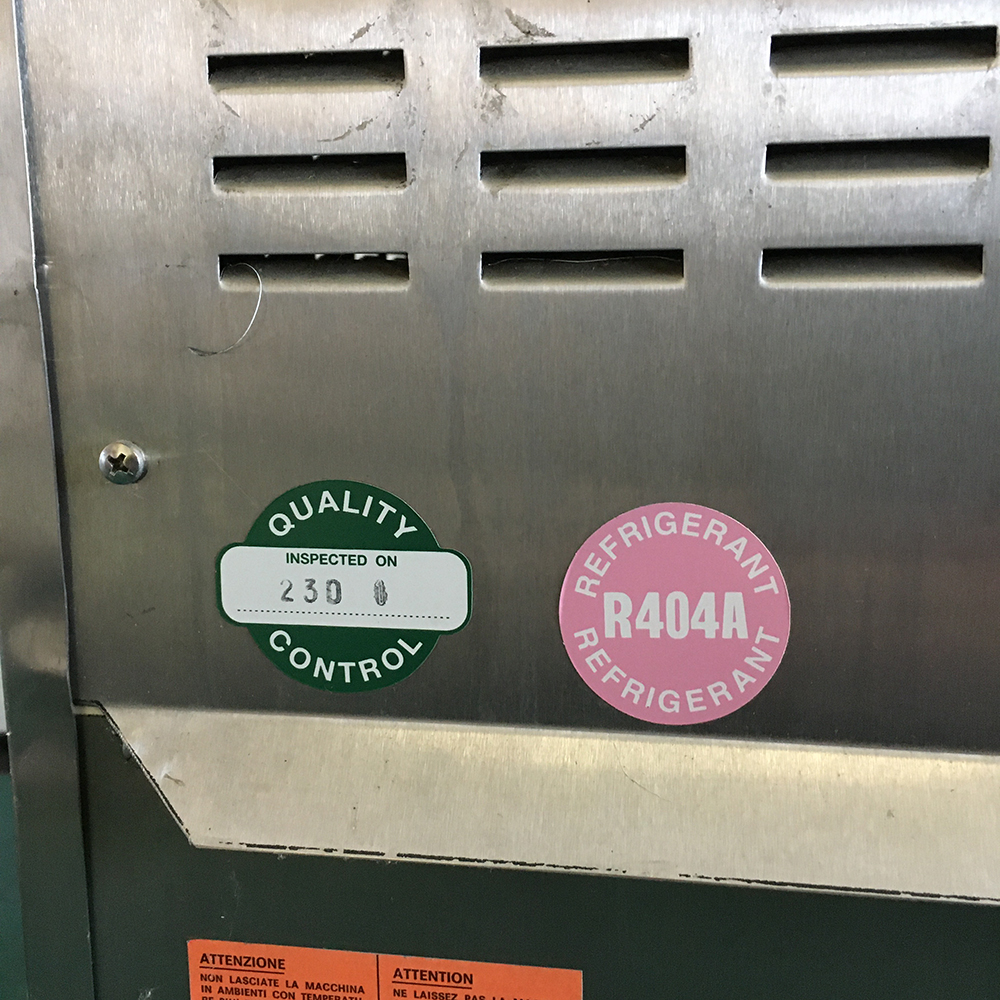 QUALITY
INSPECTED ON
230
CONTROL
REFRIGERANT
R404A
REFRIGERANT
ATTENZIONE
NON LASCIATE LA MACCHINA
IN AMBIENTI CON
ATTENTION
NE LAISSEZ PAS LA